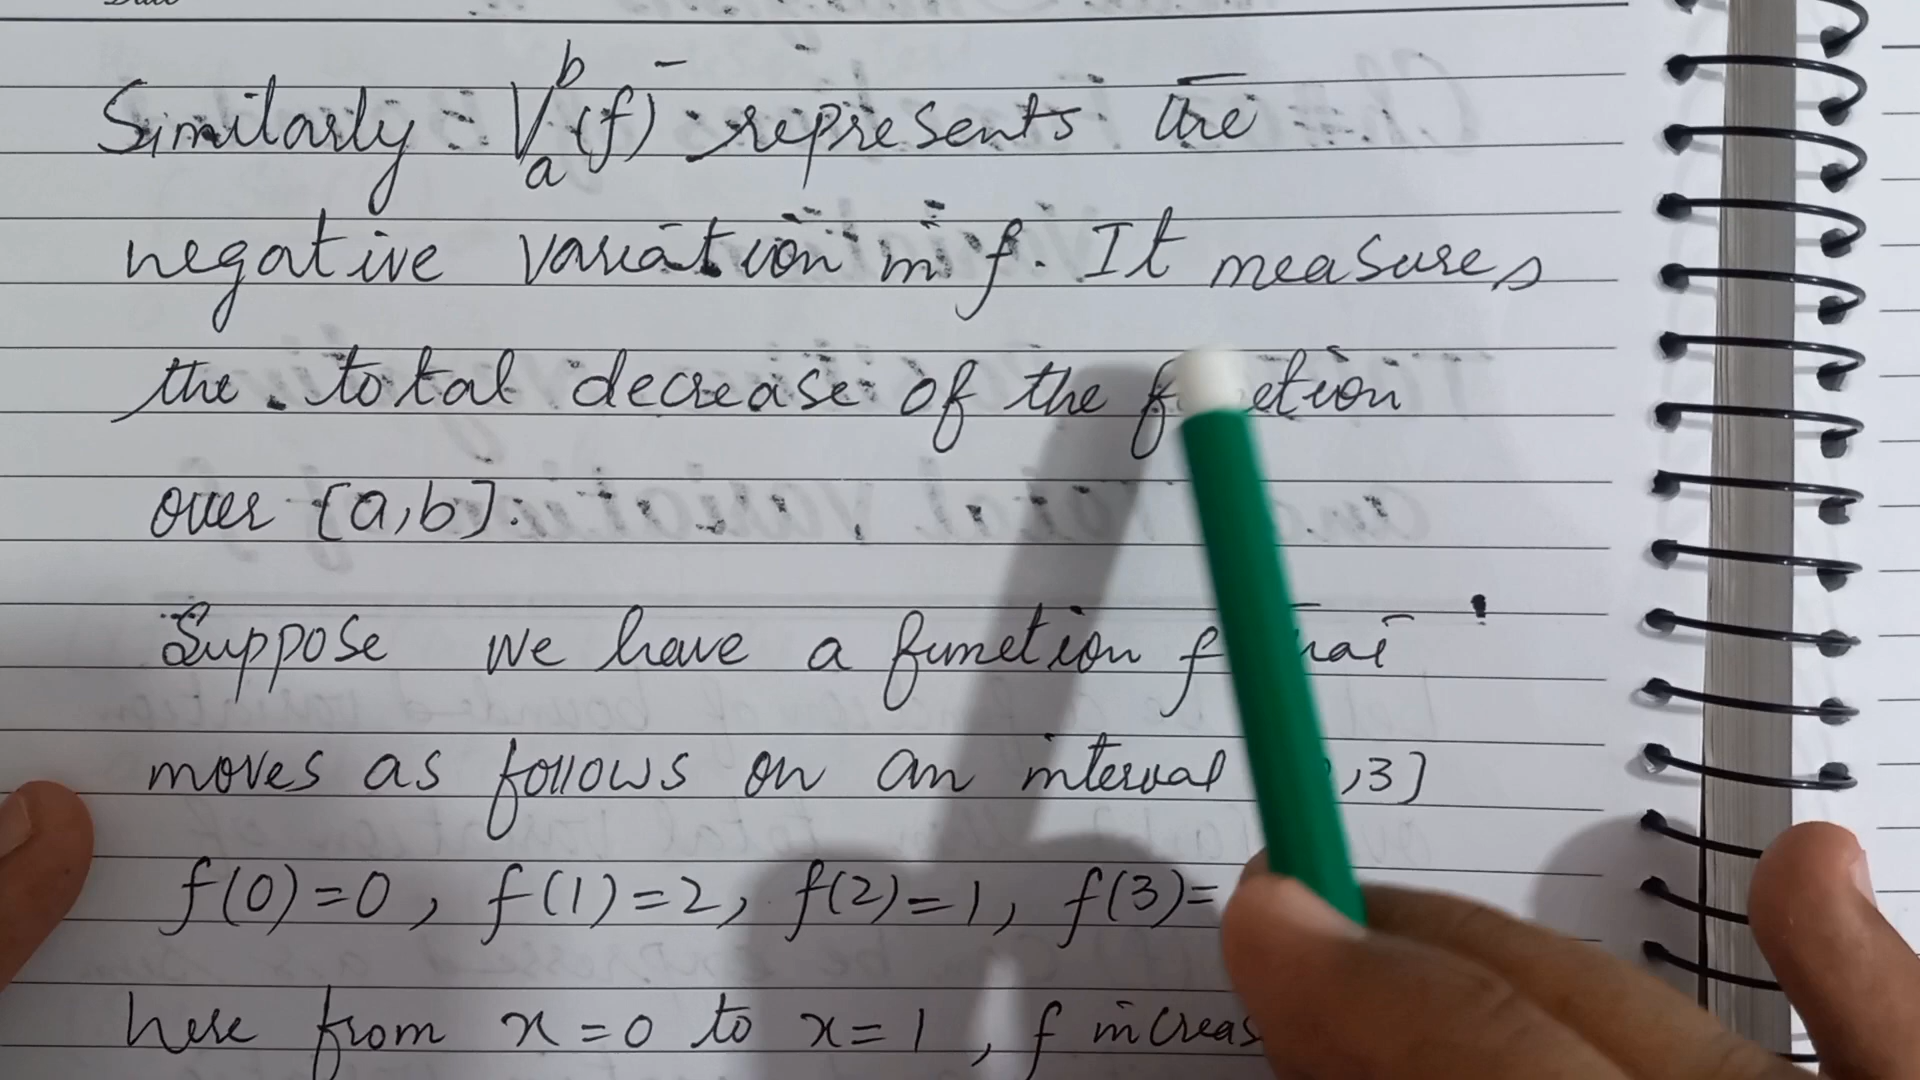 Similarly V_a^b(f)^- represents the
negative variation in f. It measures
the total decrease of the function
over [a,b].
Suppose we have a function f
moves as follows on an interval ,3]
f(0)=0, f(1)=2, f(2)=1, f(3)=
here from x=0 to x=1, f increas